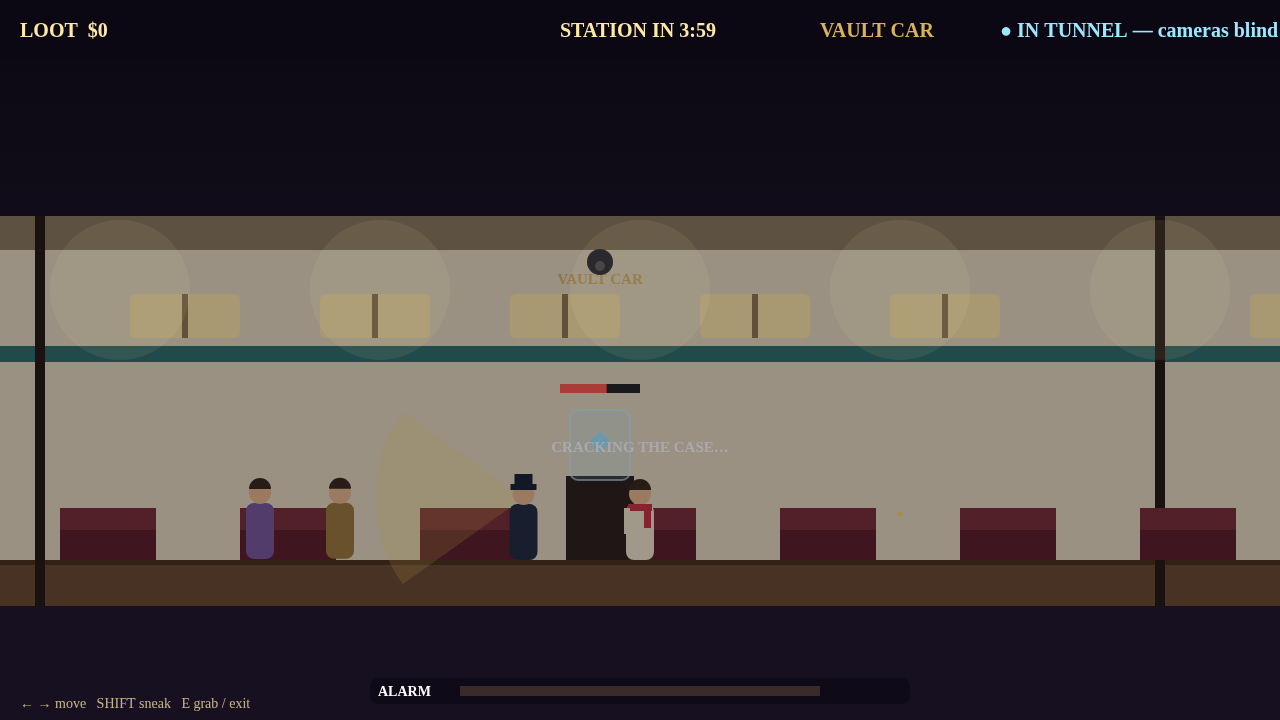 LOOT  $0
STATION IN 3:59
VAULT CAR
● IN TUNNEL — cameras blind
VAULT CAR
CRACKING THE CASE…
ALARM
← → move   SHIFT sneak   E grab / exit